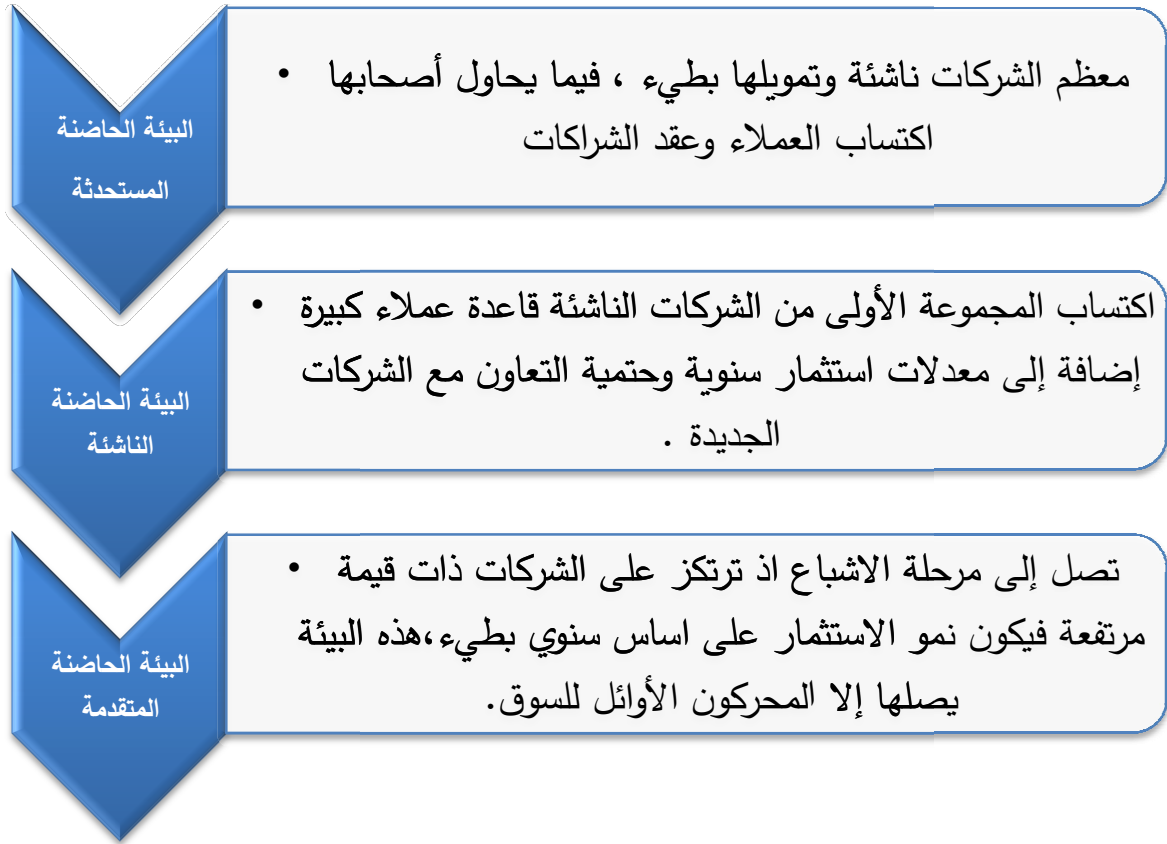 البيئة الحاضنة
المستحدثة
• معظم الشركات ناشئة وتمويلها بطيء ، فيما يحاول أصحابها
اكتساب العملاء وعقد الشراكات
البيئة الحاضنة
الناشئة
• اكتساب المجموعة الأولى من الشركات الناشئة قاعدة عملاء كبيرة
إضافة إلى معدلات استثمار سنوية وحتمية التعاون مع الشركات
الجديدة .
البيئة الحاضنة
المتقدمة
• تصل إلى مرحلة الاشباع اذ ترتكز على الشركات ذات قيمة
مرتفعة فيكون نمو الاستثمار على اساس سنوي بطيء،هذه البيئة
يصلها إلا المحركون الأوائل للسوق.